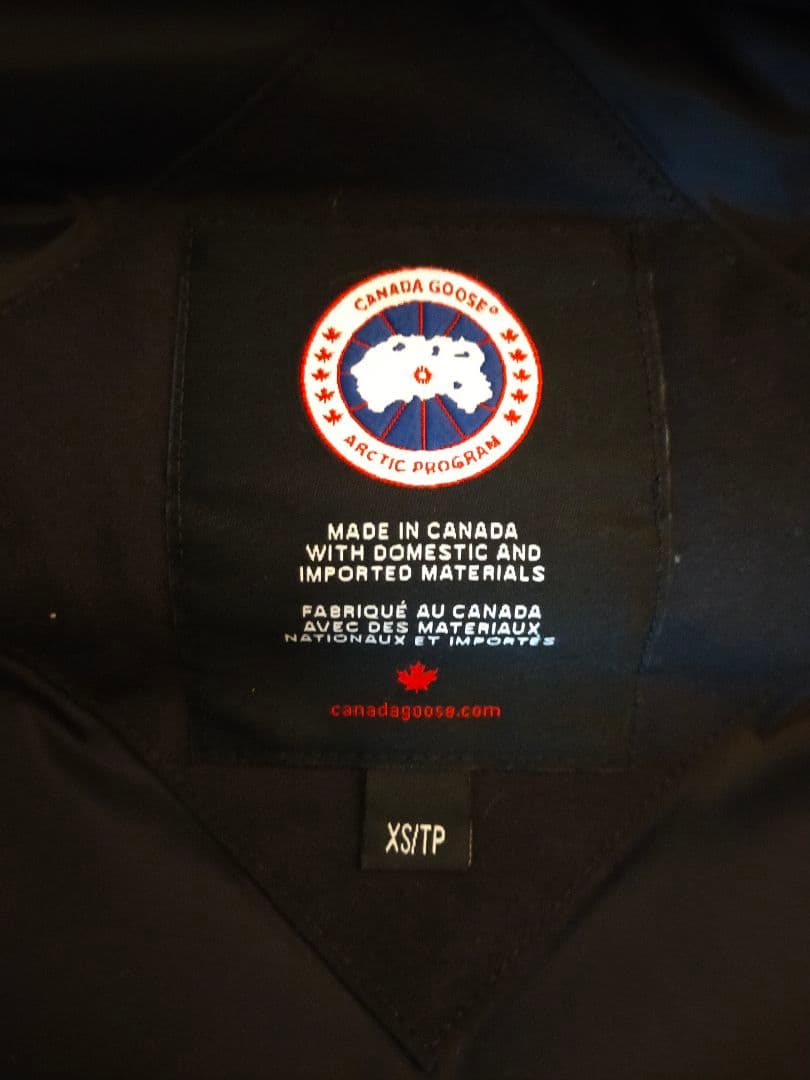 CANADA GOOSE®
ARCTIC PROGRAM
MADE IN CANADA
WITH DOMESTIC AND
IMPORTED MATERIALS
FABRIQUÉ AU CANADA
AVEC DES MATERIAUX
NATIONAUX ET IMPORTÉS
canadagoose.com
XS/TP